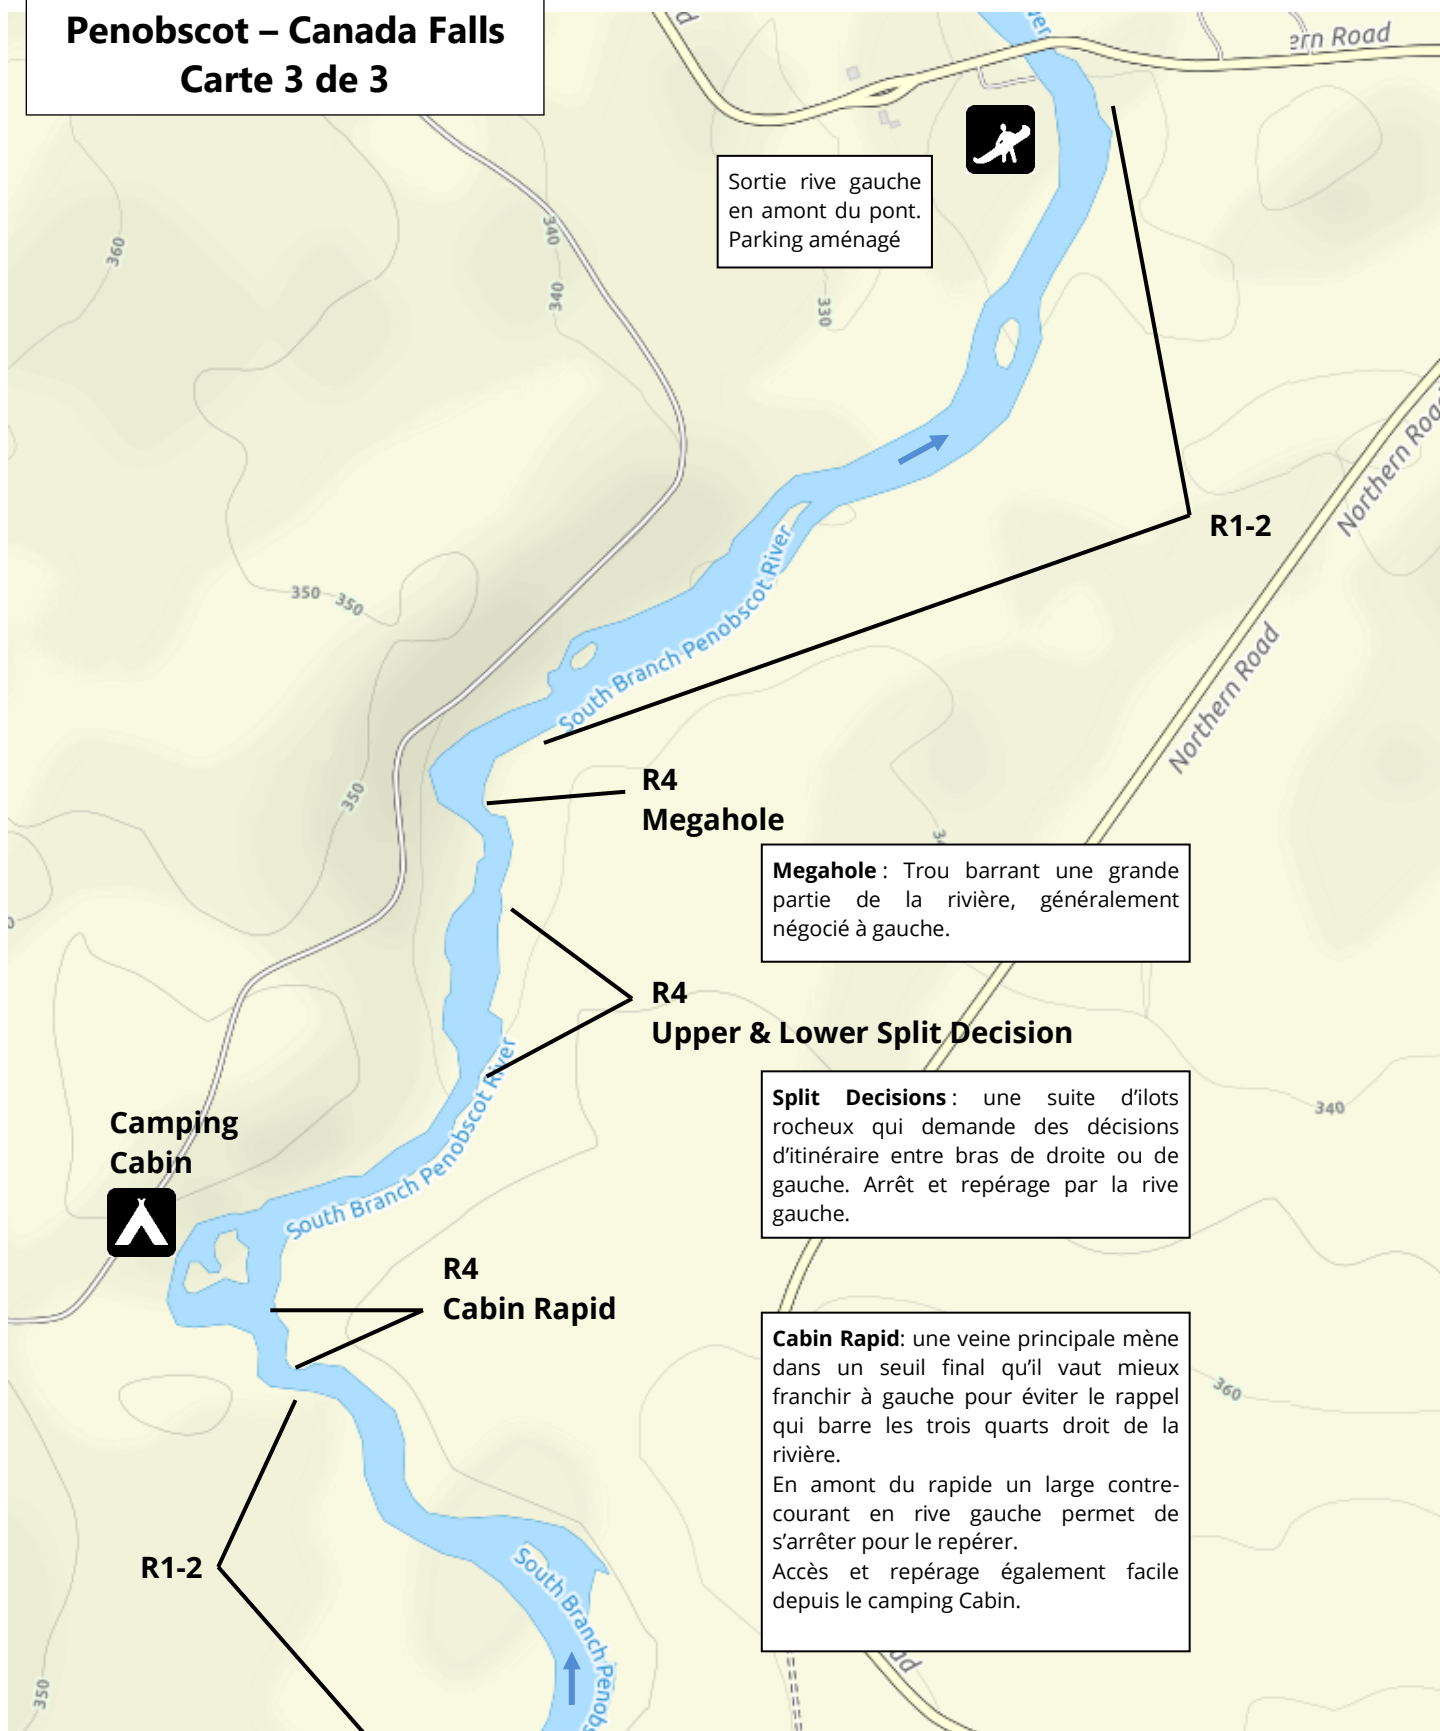 Penobscot – Canada Falls
Carte 3 de 3
ern Road
Sortie rive gauche
en amont du pont.
Parking aménagé
360
340
340
330
Northern Road
R1-2
350
350
South Branch Penobscot River
Northern Road
350
R4
Megahole
Megahole : Trou barrant une grande
partie de la rivière, généralement
négocié à gauche.
R4
Upper & Lower Split Decision
Split Decisions : une suite d'ilots
rocheux qui demande des décisions
d'itinéraire entre bras de droite ou de
gauche. Arrêt et repérage par la rive
gauche.
340
Camping
Cabin
South Branch Penobscot River
R4
Cabin Rapid
Cabin Rapid: une veine principale mène
dans un seuil final qu'il vaut mieux
franchir à gauche pour éviter le rappel
qui barre les trois quarts droit de la
rivière.
En amont du rapide un large contre-
courant en rive gauche permet de
s'arrêter pour le repérer.
Accès et repérage également facile
depuis le camping Cabin.
360
R1-2
South Branch Penobs
350